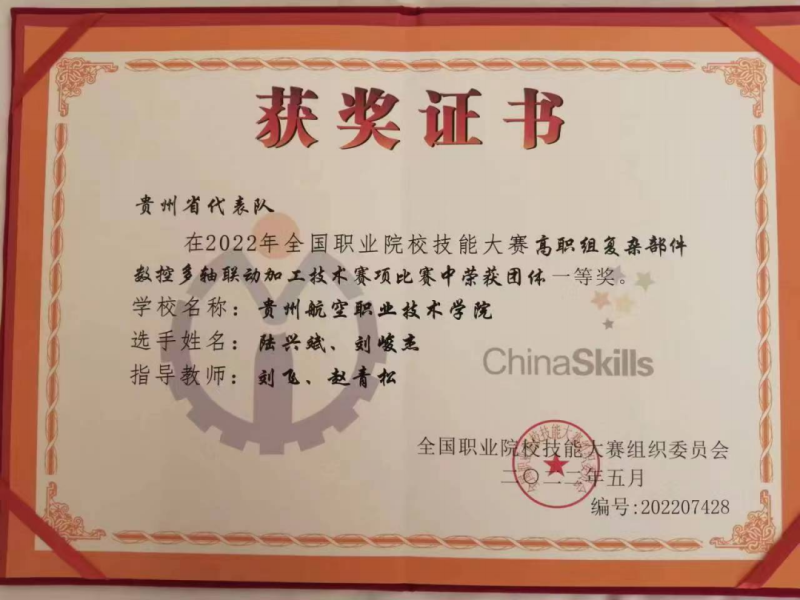 获奖证书
贵州省代表队
在2022年全国职业院校技能大赛高职组复杂部件
数控多轴联动加工技术赛项比赛中荣获团体一等奖。
学校名称：贵州航空职业技术学院
选手姓名：陆兴斌、刘峻杰
指导教师：刘飞、赵青松
ChinaSkills
全国职业院校技能大赛组织委员会
二〇二二年五月
编号:202207428